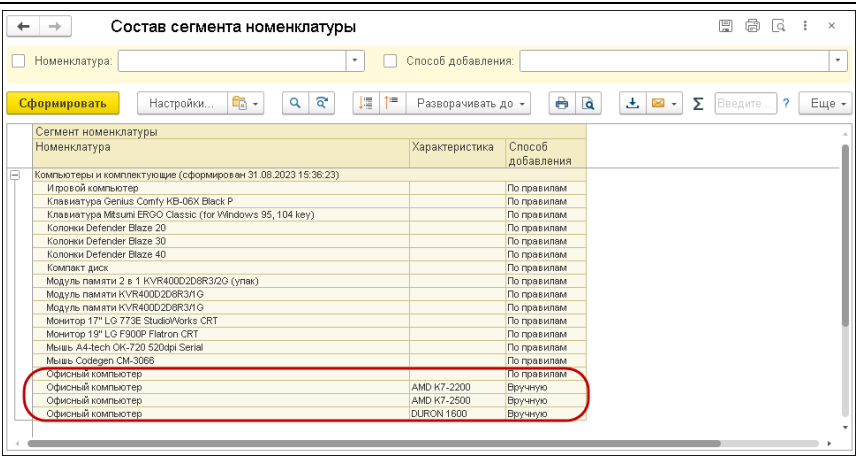 Состав сегмента номенклатуры
Номенклатура: Способ добавления:
Сформировать Настройки... Разворачивать до Σ Введите... ? Еще
Сегмент номенклатуры
Номенклатура Характеристика Способ добавления
Компьютеры и комплектующие (сформирован 31.08.2023 15:36:23)
Игровой компьютер По правилам
Клавиатура Genius Comfy KB-06X Black P По правилам
Клавиатура Mitsumi ERGO Classic (for Windows 95, 104 key) По правилам
Колонки Defender Blaze 20 По правилам
Колонки Defender Blaze 30 По правилам
Колонки Defender Blaze 40 По правилам
Компакт диск По правилам
Модуль памяти 2 в 1 KVR400D2D8R3/2G (упак) По правилам
Модуль памяти KVR400D2D8R3/1G По правилам
Модуль памяти KVR400D2D8R3/1G По правилам
Монитор 17" LG 773E StudioWorks CRT По правилам
Монитор 19" LG F900P Flatron CRT По правилам
Мышь A4-tech OK-720 520dpi Serial По правилам
Мышь Codegen CM-3066 По правилам
Офисный компьютер По правилам
Офисный компьютер AMD K7-2200 Вручную
Офисный компьютер AMD K7-2500 Вручную
Офисный компьютер DURON 1600 Вручную